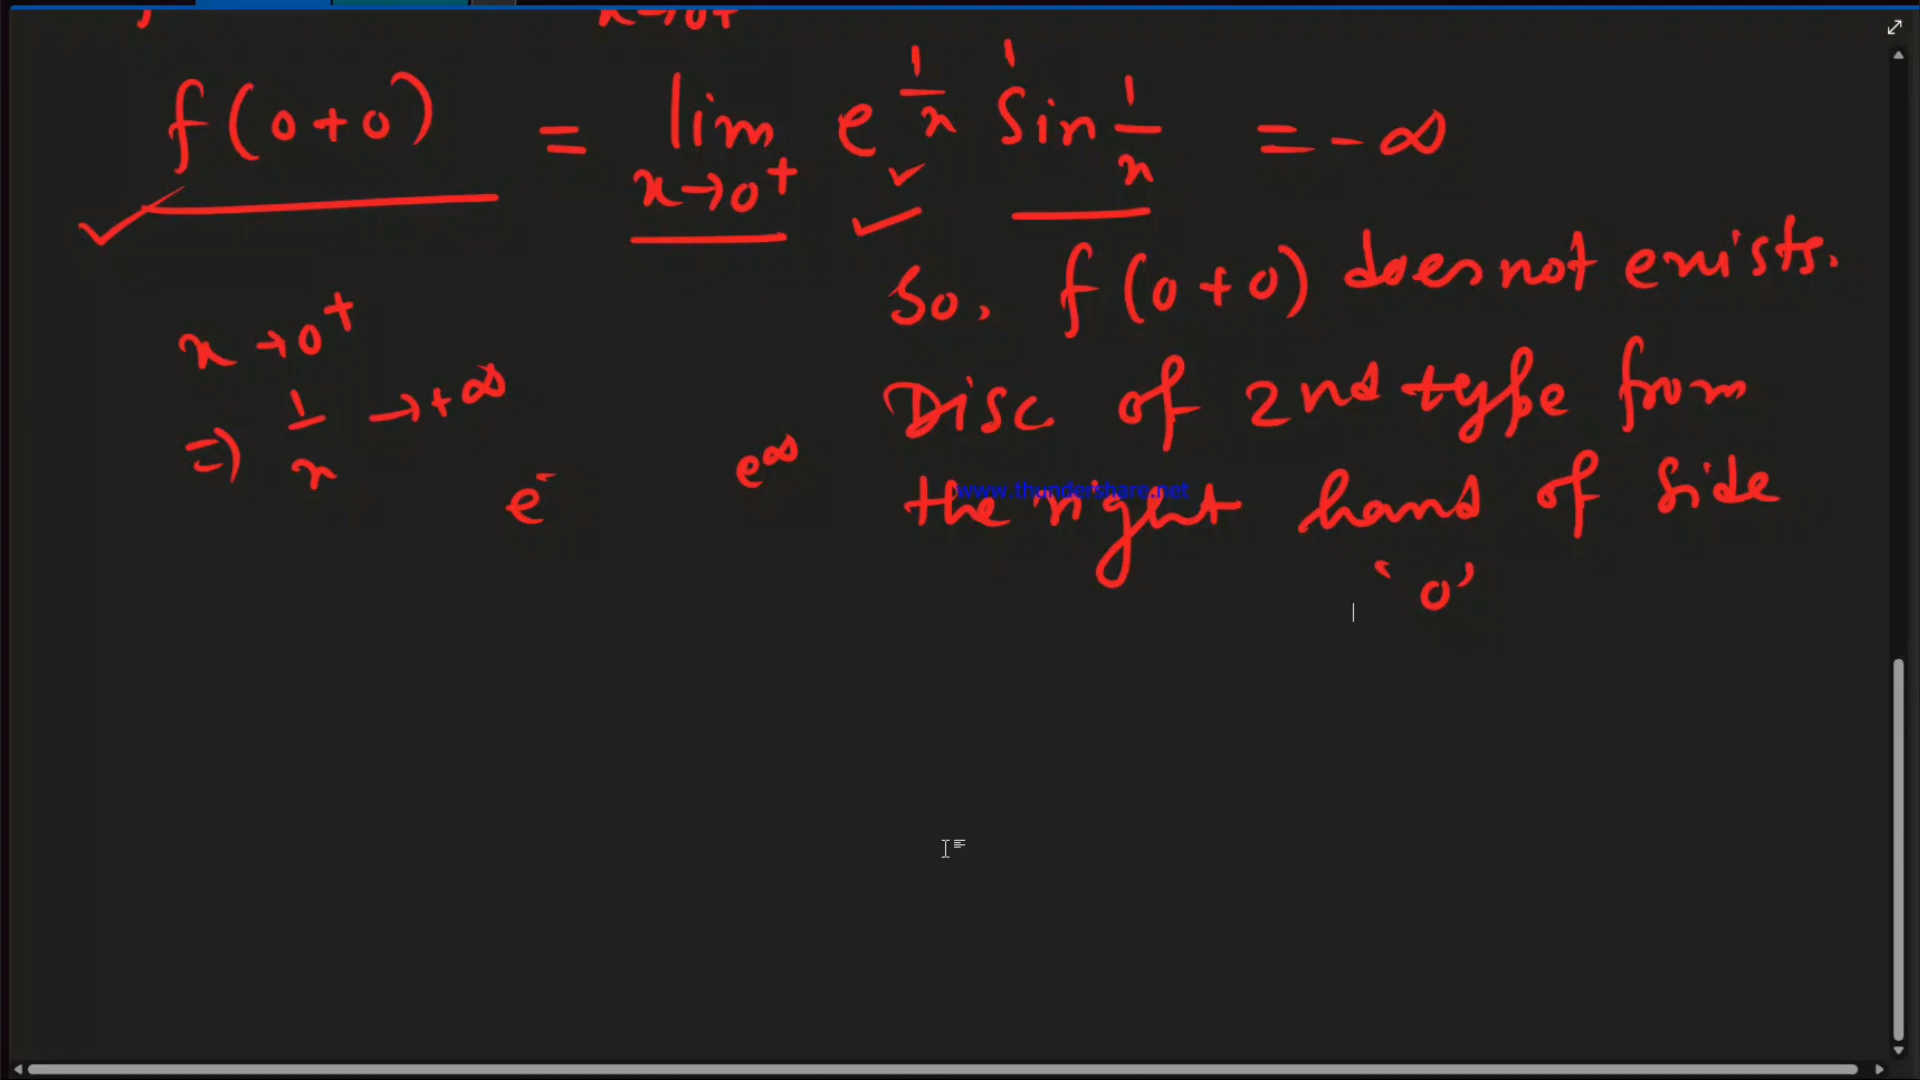 x→0+
f(0+0) = lim x→0+ e^1/x sin 1/x = -∞
So, f(0+0) does not exists.
x→0+
⇒ 1/x → +∞
e-
e∞
Disc of 2nd type from
the right hand of side
'0'
www.thundershare.net